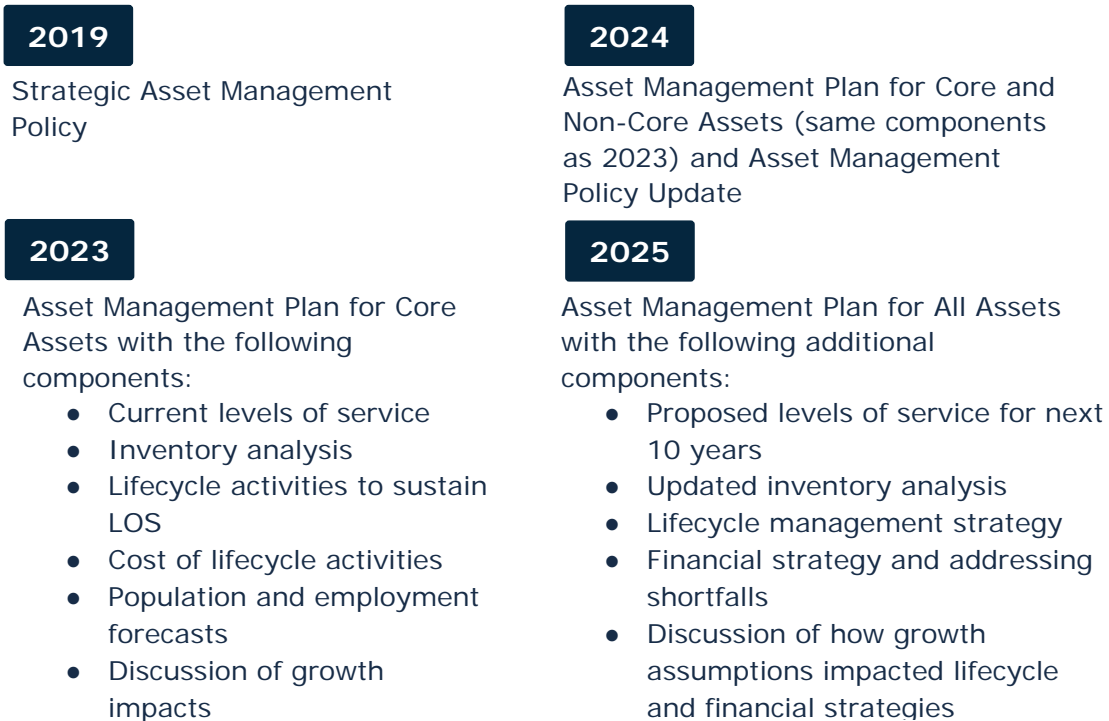 2019
Strategic Asset Management
Policy
2023
Asset Management Plan for Core
Assets with the following
components:
● Current levels of service
● Inventory analysis
● Lifecycle activities to sustain
LOS
● Cost of lifecycle activities
● Population and employment
forecasts
● Discussion of growth
impacts
2024
Asset Management Plan for Core and
Non-Core Assets (same components
as 2023) and Asset Management
Policy Update
2025
Asset Management Plan for All Assets
with the following additional
components:
● Proposed levels of service for next
10 years
● Updated inventory analysis
● Lifecycle management strategy
● Financial strategy and addressing
shortfalls
● Discussion of how growth
assumptions impacted lifecycle
and financial strategies